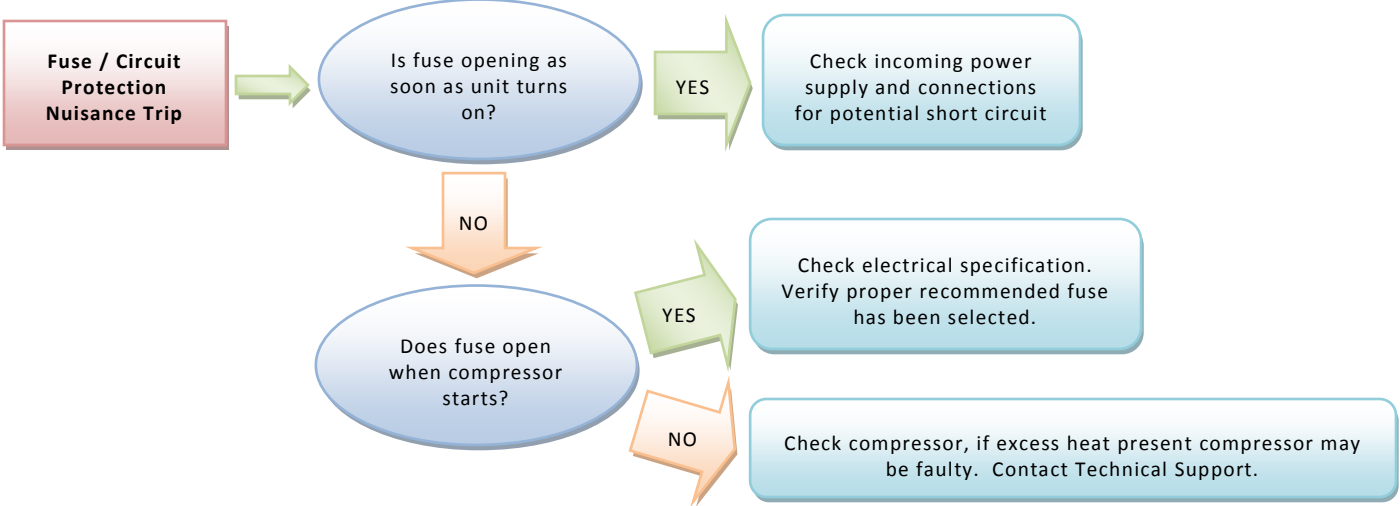 Fuse / Circuit
Protection
Nuisance Trip
Is fuse opening as
soon as unit turns
on?
YES
Check incoming power
supply and connections
for potential short circuit
NO
Does fuse open
when compressor
starts?
YES
Check electrical specification.
Verify proper recommended fuse
has been selected.
NO
Check compressor, if excess heat present compressor may
be faulty.  Contact Technical Support.